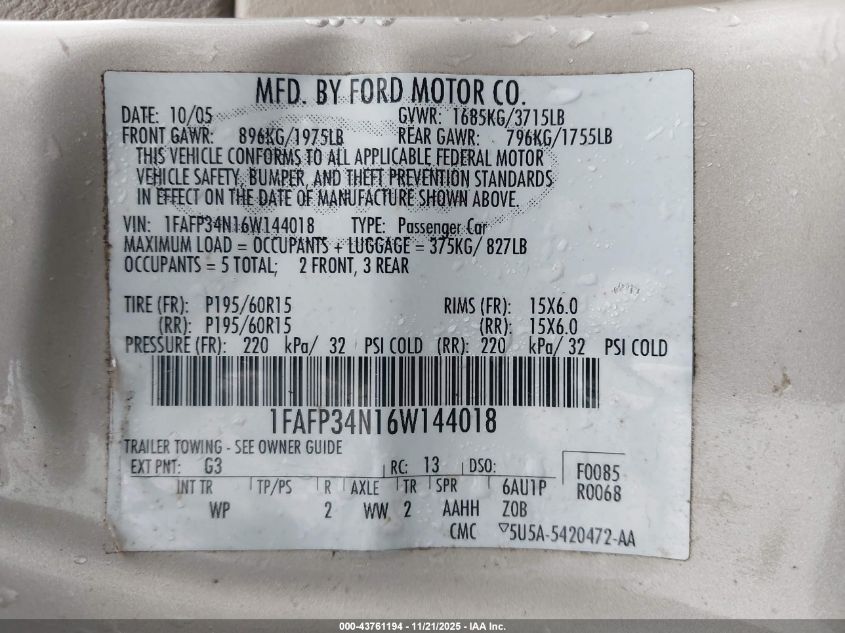 MFD. BY FORD MOTOR CO.
DATE: 10/05 GVWR: 1685KG/3715LB
FRONT GAWR: 896KG/1975LB REAR GAWR: 796KG/1755LB
THIS VEHICLE CONFORMS TO ALL APPLICABLE FEDERAL MOTOR
VEHICLE SAFETY, BUMPER, AND THEFT PREVENTION STANDARDS
IN EFFECT ON THE DATE OF MANUFACTURE SHOWN ABOVE.
VIN: 1FAFP34N16W144018 TYPE: Passenger Car
MAXIMUM LOAD = OCCUPANTS + LUGGAGE = 375KG/ 827LB
OCCUPANTS = 5 TOTAL; 2 FRONT, 3 REAR
TIRE (FR): P195/60R15 RIMS (FR): 15X6.0
(RR): P195/60R15 (RR): 15X6.0
PRESSURE (FR): 220 kPa/ 32 PSI COLD (RR): 220 kPa/ 32 PSI COLD
1FAFP34N16W144018
TRAILER TOWING - SEE OWNER GUIDE
EXT PNT: G3 RC: 13 DSO: F0085
INT TR TP/PS R AXLE TR SPR 6AU1P R0068
WP 2 WW 2 AAHH ZOB
CMC ▽5U5A-5420472-AA
000-43761194 - 11/21/2025 - IAA Inc.